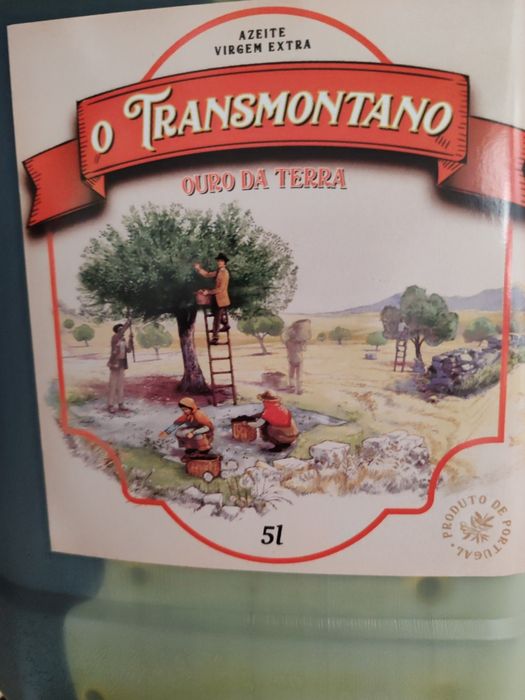 AZEITE
VIRGEM EXTRA
O TRANSMONTANO
OURO DA TERRA
5l
• PRODUTO DE PORTUGAL